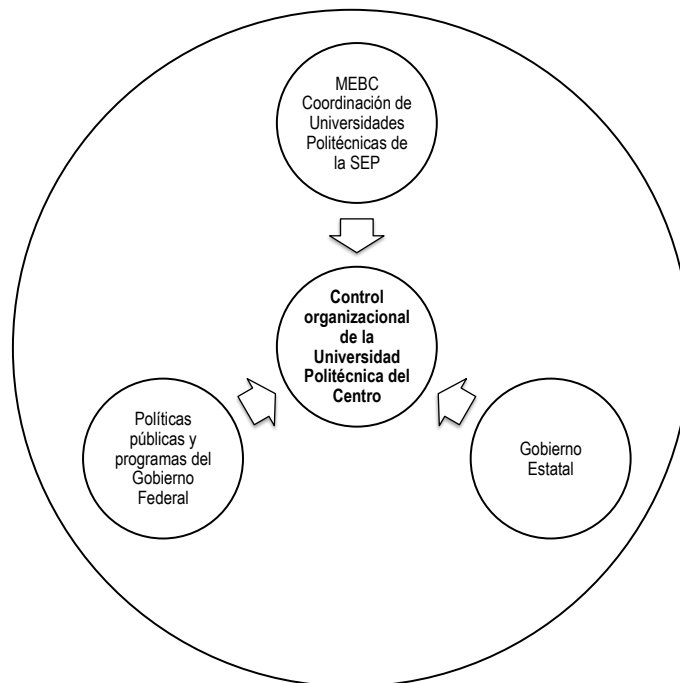 MEBC
Coordinación de
Universidades
Politécnicas de
la SEP
Control
organizacional
de la
Universidad
Politécnica del
Centro
Políticas
públicas y
programas del
Gobierno
Federal
Gobierno
Estatal